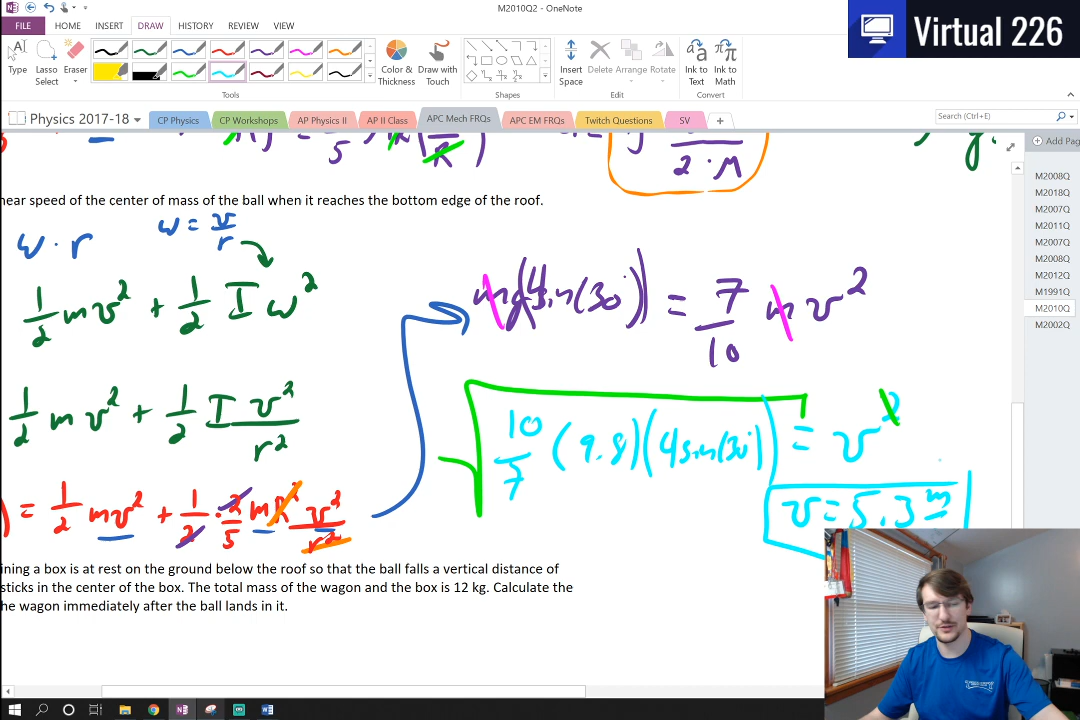 M2010Q2 - OneNote
Virtual 226
FILE HOME INSERT DRAW HISTORY REVIEW VIEW
Type Lasso Select Eraser Color & Thickness Draw with Touch Insert Space Delete Arrange Rotate Ink to Text Ink to Math
Tools Shapes Edit Convert
Physics 2017-18 CP Physics CP Workshops AP Physics II AP II Class APC Mech FRQs APC EM FRQs Twitch Questions SV + Search (Ctrl+E)
Add Pag
M2008Q
M2018Q
M2007Q
M2011Q
M2007Q
M2008Q
M2012Q
M1991Q
M2010Q
M2002Q
5
2 · M
near speed of the center of mass of the ball when it reaches the bottom edge of the roof.
ω · r ω = v/r
1/2 mv² + 1/2 I ω²
mg(4sin(30)) = 7/10 m v²
1/2 m v² + 1/2 I v²/r²
10/7 (9.8)(4sin(30)) = v²
) = 1/2 mv² + 1/2 · 2/5 mR² v²/r²
v = 5.3 m
ining a box is at rest on the ground below the roof so that the ball falls a vertical distance of
sticks in the center of the box. The total mass of the wagon and the box is 12 kg. Calculate the
he wagon immediately after the ball lands in it.